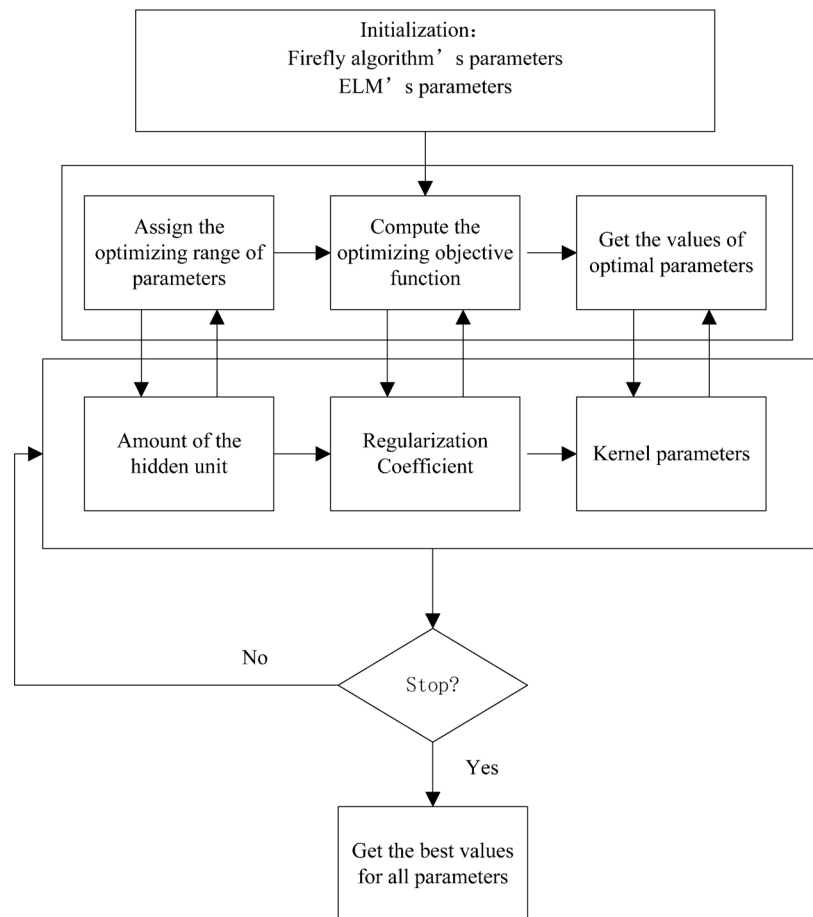 Initialization：
Firefly algorithm’s parameters
ELM’s parameters
Assign the
optimizing range of
parameters
Compute the
optimizing objective
function
Get the values of
optimal parameters
Amount of the
hidden unit
Regularization
Coefficient
Kernel parameters
No
Stop?
Yes
Get the best values
for all parameters